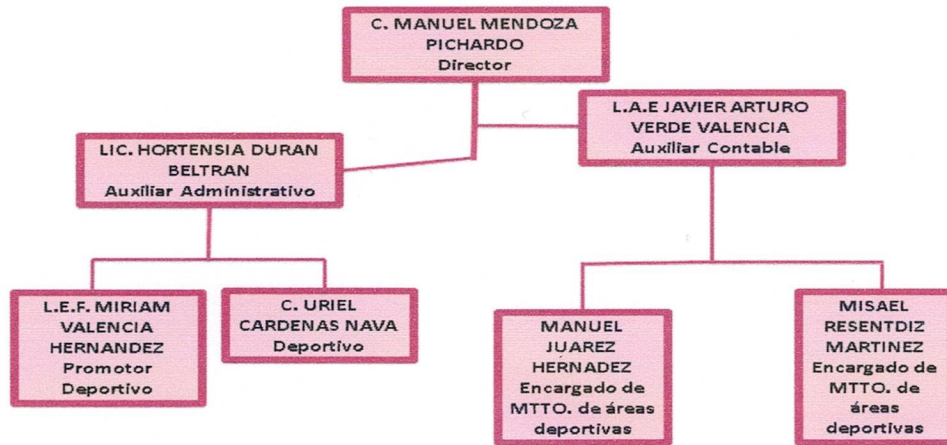 C. MANUEL MENDOZA
PICHARDO
Director
L.A.E JAVIER ARTURO
VERDE VALENCIA
Auxiliar Contable
LIC. HORTENSIA DURAN
BELTRAN
Auxiliar Administrativo
L.E.F. MIRIAM
VALENCIA
HERNANDEZ
Promotor
Deportivo
C. URIEL
CARDENAS NAVA
Deportivo
MANUEL
JUAREZ
HERNADEZ
Encargado de
MTTO. de áreas
deportivas
MISAEL
RESENTDIZ
MARTINEZ
Encargado de
MTTO. de
áreas
deportivas